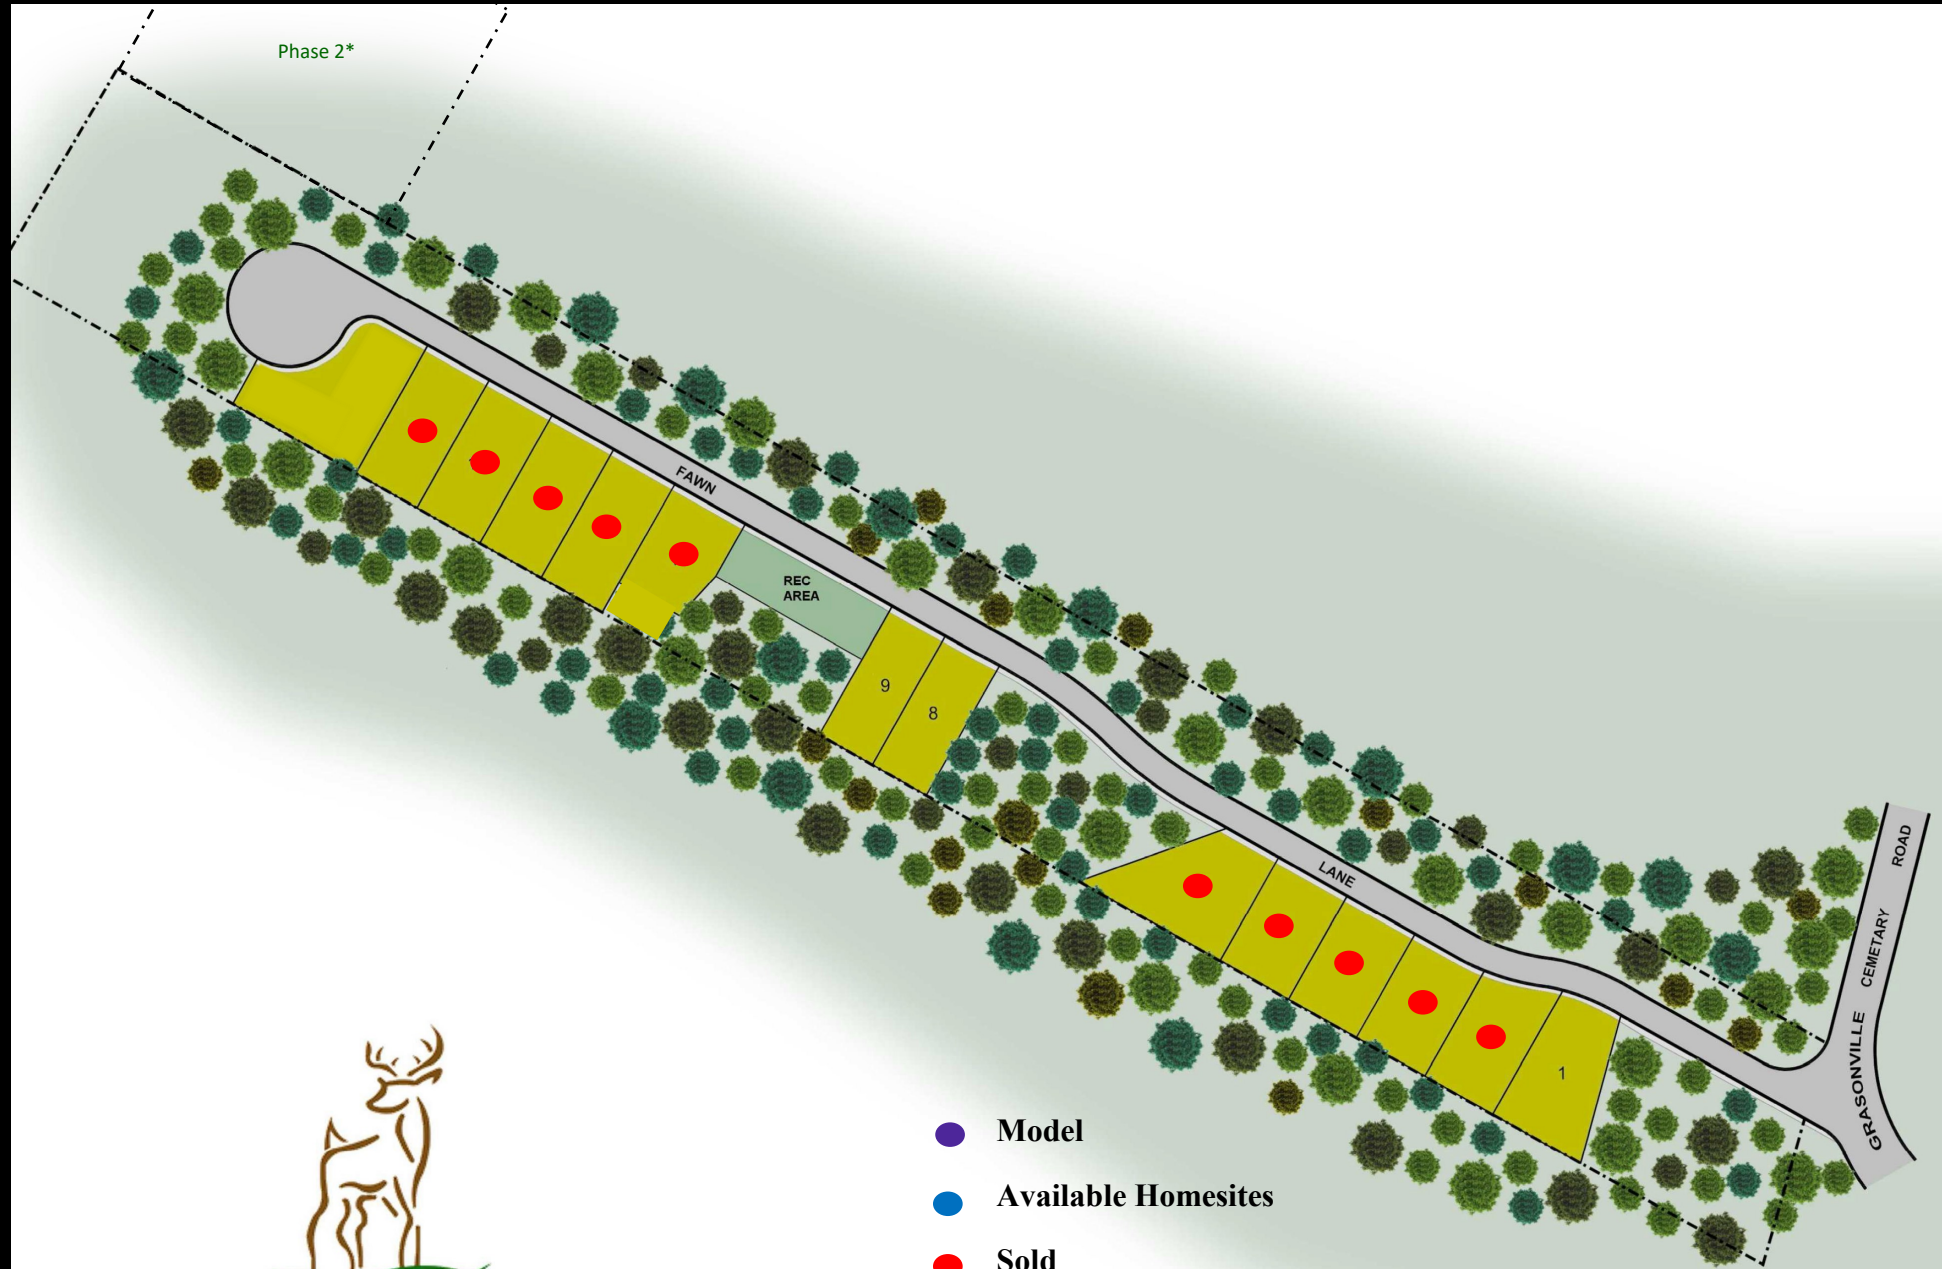 Phase 2*
FAWN
REC
AREA
9
8
LANE
ROAD
CEMETARY
GRASONVILLE
1
Model
Available Homesites
Sold